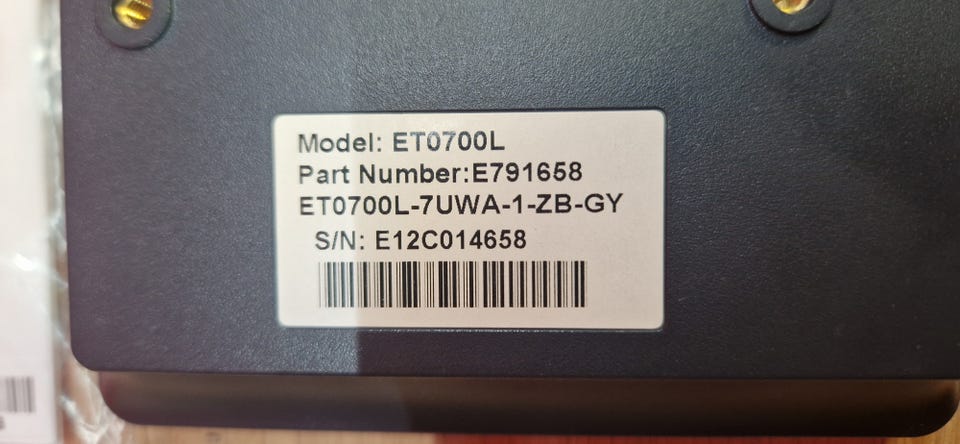 Model: ET0700L
Part Number:E791658
ET0700L-7UWA-1-ZB-GY
S/N: E12C014658